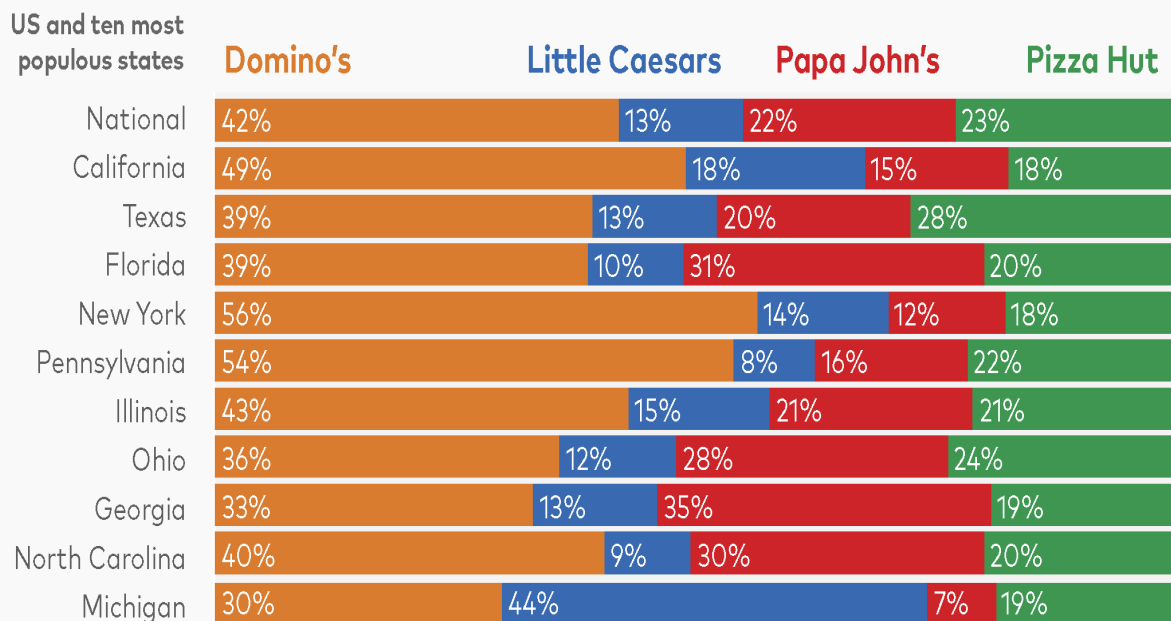 US and ten most
populous states
Domino's Little Caesars Papa John's Pizza Hut
National 42% 13% 22% 23%
California 49% 18% 15% 18%
Texas 39% 13% 20% 28%
Florida 39% 10% 31% 20%
New York 56% 14% 12% 18%
Pennsylvania 54% 8% 16% 22%
Illinois 43% 15% 21% 21%
Ohio 36% 12% 28% 24%
Georgia 33% 13% 35% 19%
North Carolina 40% 9% 30% 20%
Michigan 30% 44% 7% 19%